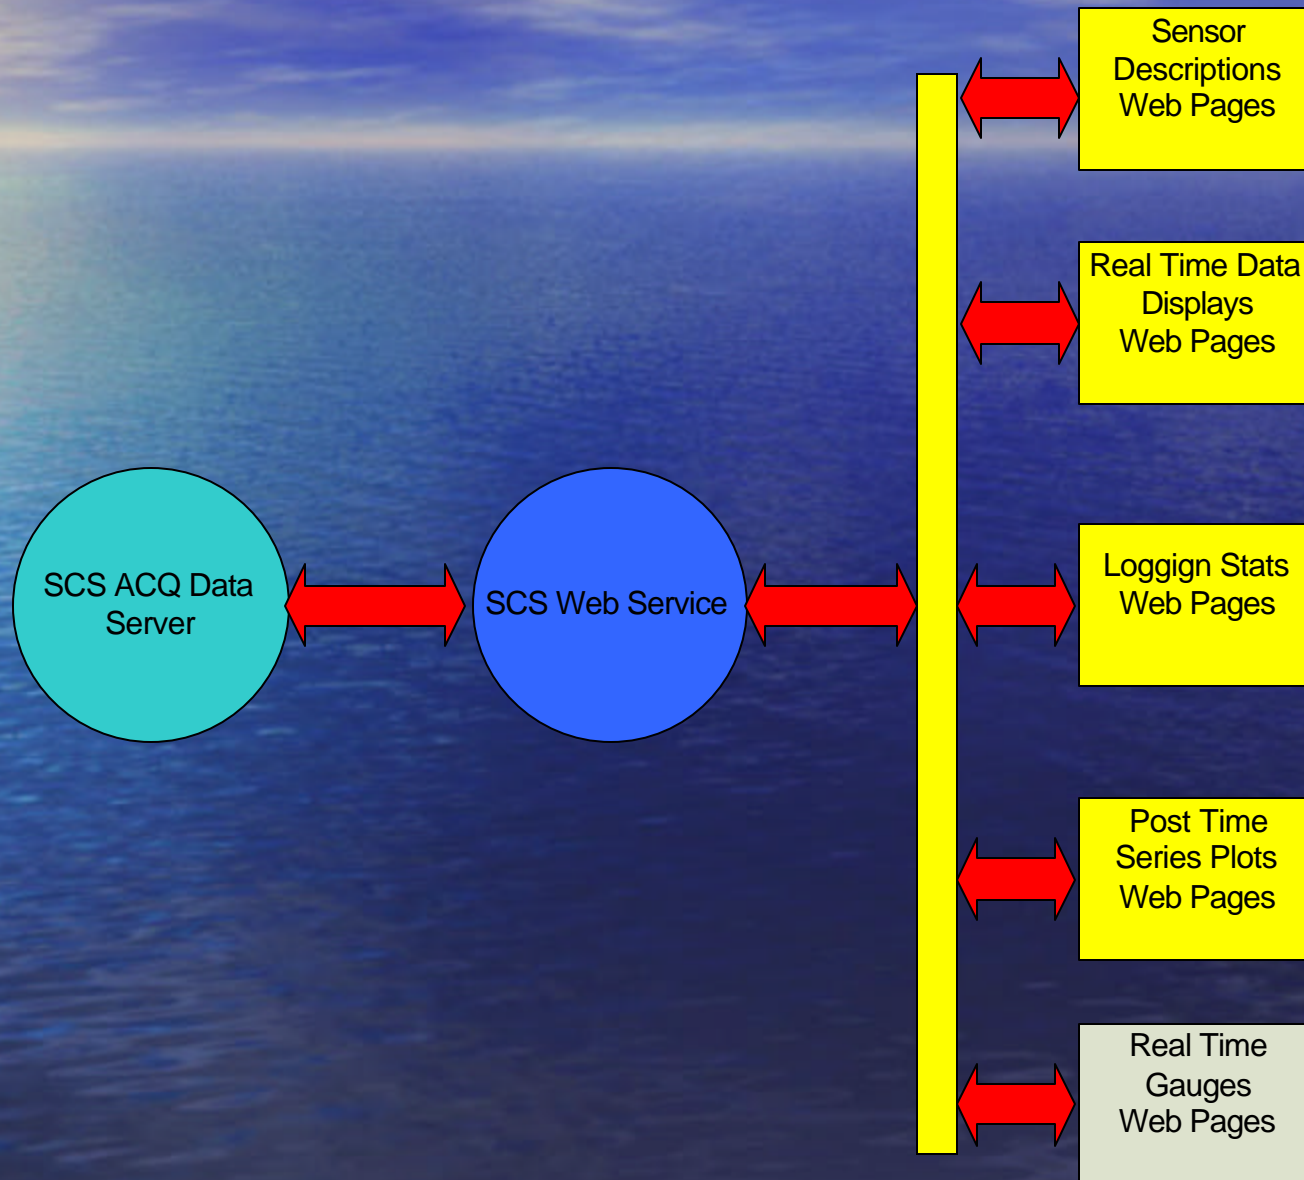 Sensor
Descriptions
Web Pages
Real Time Data
Displays
Web Pages
SCS ACQ Data
Server
SCS Web Service
Loggign Stats
Web Pages
Post Time
Series Plots
Web Pages
Real Time
Gauges
Web Pages